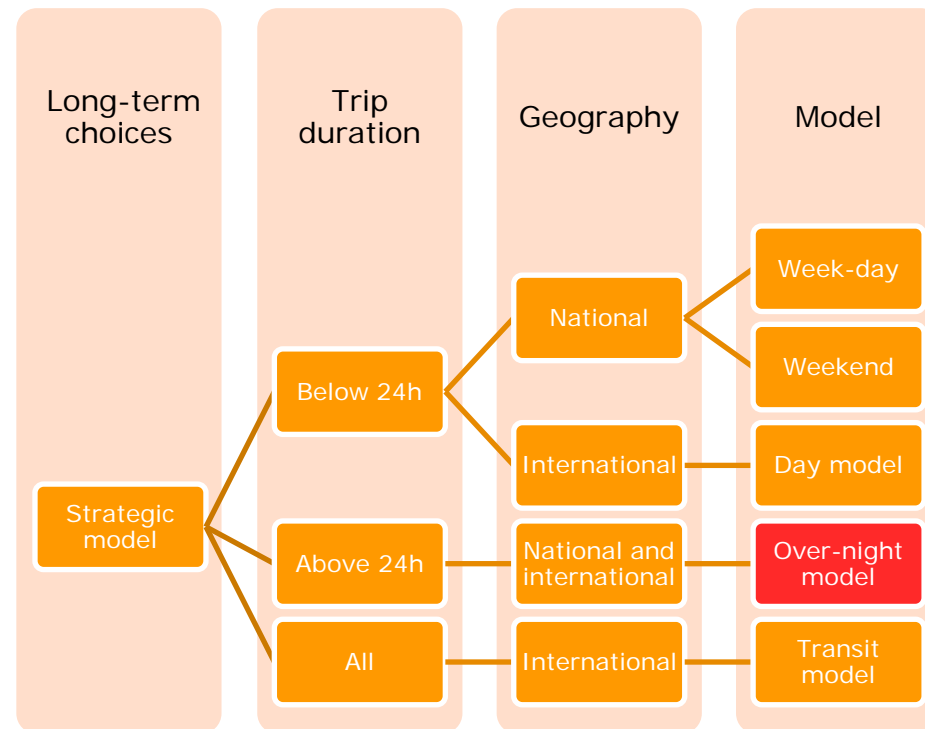 Long-term
choices
Trip
duration
Geography
Model
Strategic
model
Below 24h
Above 24h
All
National
International
National and
international
International
Week-day
Weekend
Day model
Over-night
model
Transit
model